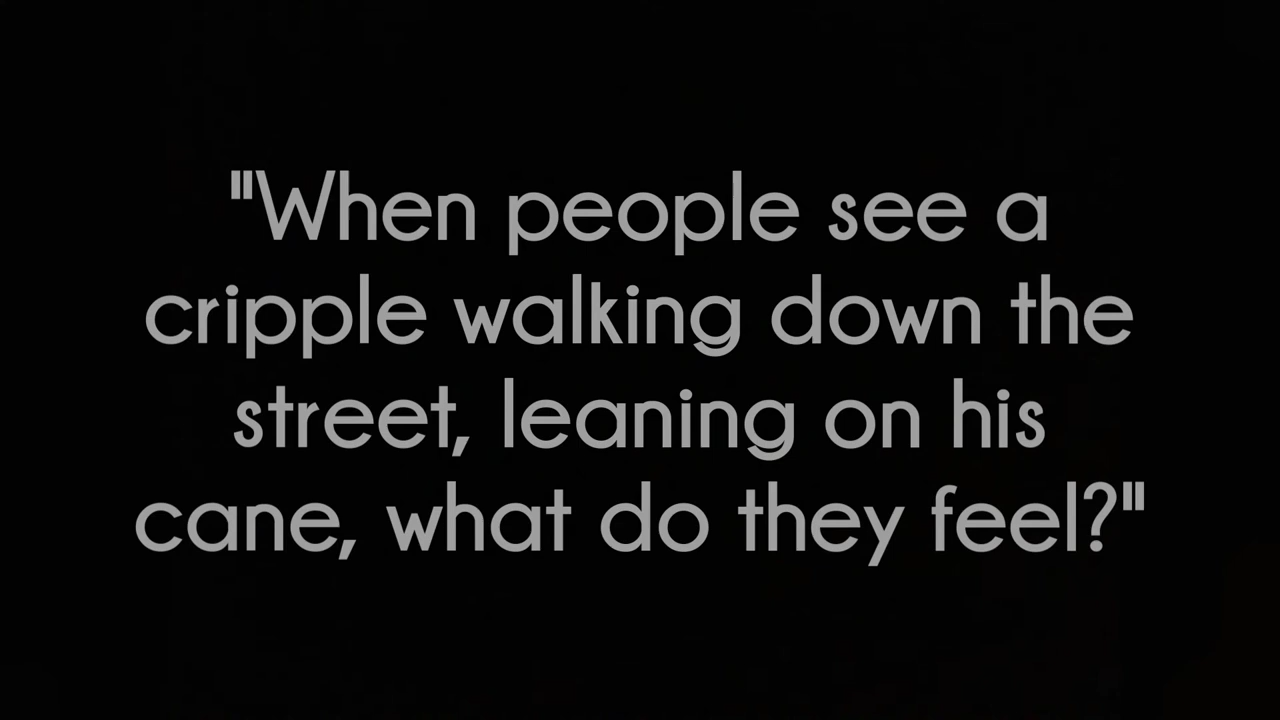 "When people see a
cripple walking down the
street, leaning on his
cane, what do they feel?"